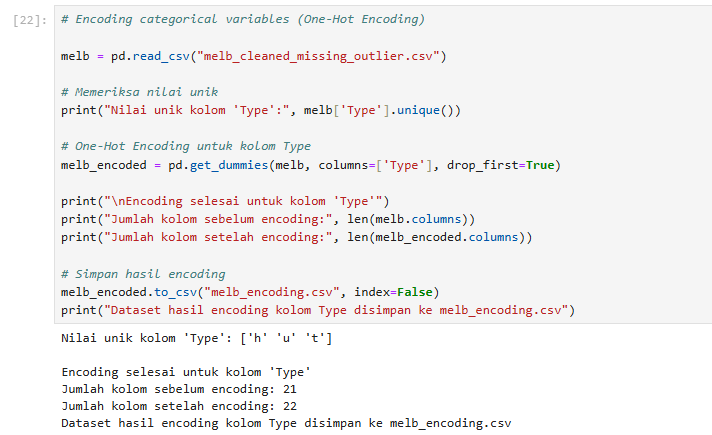 [22]: # Encoding categorical variables (One-Hot Encoding)
melb = pd.read_csv("melb_cleaned_missing_outlier.csv")
# Memeriksa nilai unik
print("Nilai unik kolom 'Type':", melb['Type'].unique())
# One-Hot Encoding untuk kolom Type
melb_encoded = pd.get_dummies(melb, columns=['Type'], drop_first=True)
print("\nEncoding selesai untuk kolom 'Type'")
print("Jumlah kolom sebelum encoding:", len(melb.columns))
print("Jumlah kolom setelah encoding:", len(melb_encoded.columns))
# Simpan hasil encoding
melb_encoded.to_csv("melb_encoding.csv", index=False)
print("Dataset hasil encoding kolom Type disimpan ke melb_encoding.csv")
Nilai unik kolom 'Type': ['h' 'u' 't']
Encoding selesai untuk kolom 'Type'
Jumlah kolom sebelum encoding: 21
Jumlah kolom setelah encoding: 22
Dataset hasil encoding kolom Type disimpan ke melb_encoding.csv